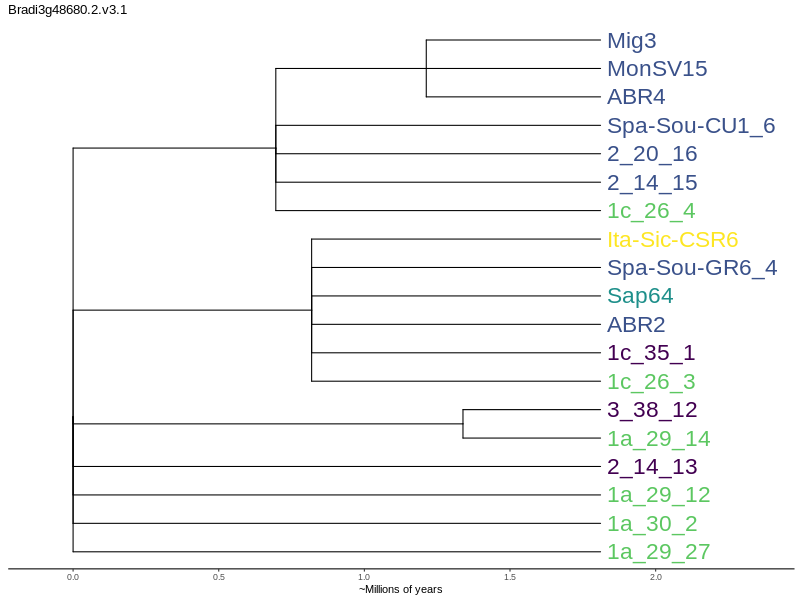 Bradi3g48680.2.v3.1
Mig3
MonSV15
ABR4
Spa-Sou-CU1_6
2_20_16
2_14_15
1c_26_4
Ita-Sic-CSR6
Spa-Sou-GR6_4
Sap64
ABR2
1c_35_1
1c_26_3
3_38_12
1a_29_14
2_14_13
1a_29_12
1a_30_2
1a_29_27
0.0 0.5 1.0 1.5 2.0
~Millions of years